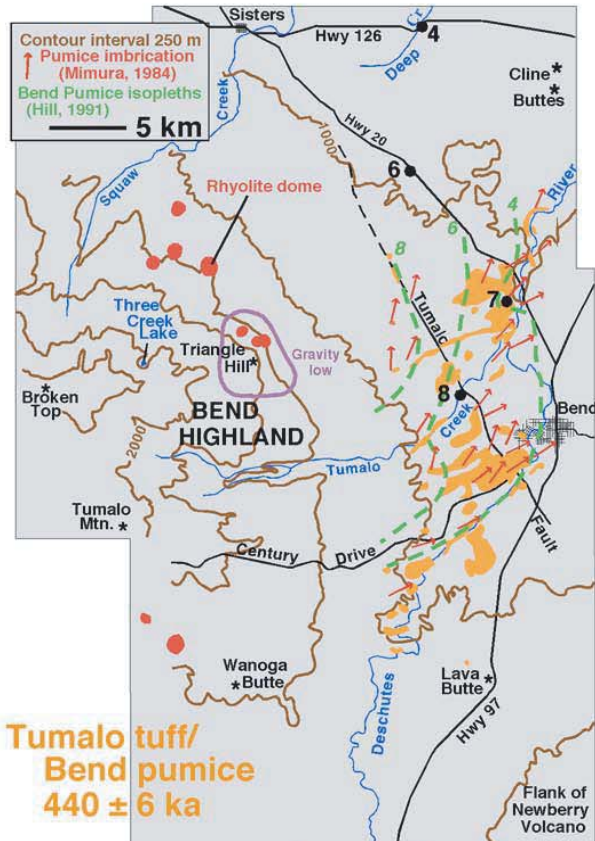 Contour interval 250 m
Pumice imbrication
(Mimura, 1984)
Bend Pumice isopleths
(Hill, 1991)
5 km
Sisters
Hwy 126
4
Deep
Cr
Cline
Buttes
Squaw
Creek
1000
Hwy 20
6
River
Rhyolite dome
8
6
4
7
Three
Creek
Lake
Tumalo
Triangle
Hill
Gravity
low
Broken
Top
8
Creek
BEND
HIGHLAND
Bend
2000
Tumalo
Tumalo
Mtn.
Fault
Century
Drive
Wanoga
Butte
Deschutes
Lava
Butte
Hwy 97
Tumalo tuff/
Bend pumice
440 ± 6 ka
Flank of
Newberry
Volcano